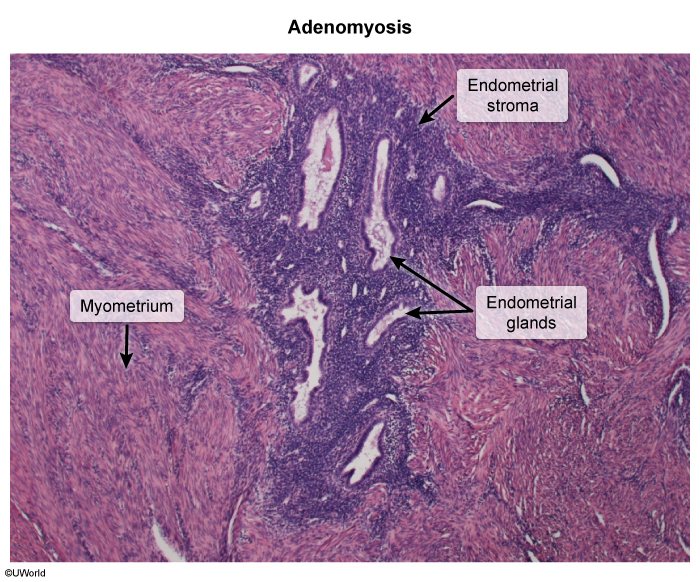 Adenomyosis
Endometrial
stroma
Myometrium
Endometrial
glands
©UWorld